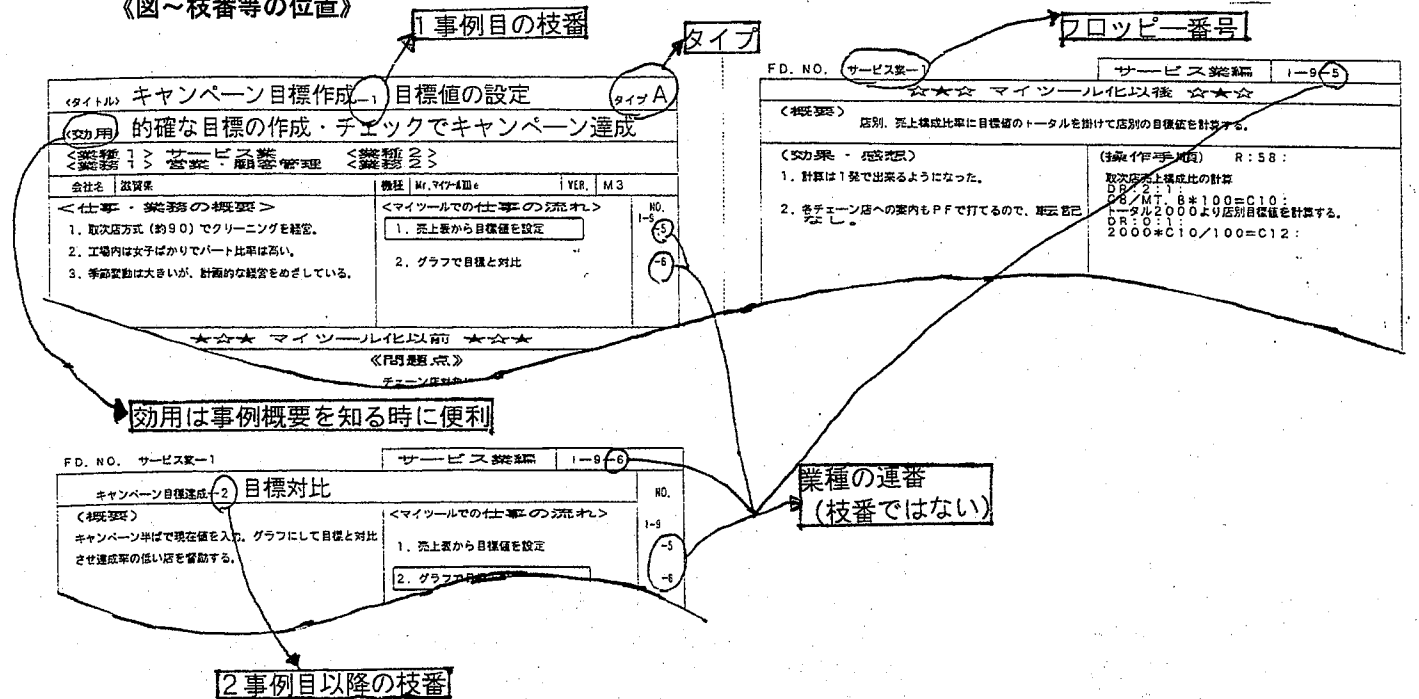 《図～枝番等の位置》
1事例目の枝番
タイプ
フロッピー番号
<タイトル> キャンペーン目標作成-1 目標値の設定 タイプA
<効用> 的確な目標の作成・チェックでキャンペーン達成
<業種1> サービス業 <業種2>
<業務1> 営業・顧客管理 <業務2>
会社名 滋賀県 機種 Mr.マイツールⅢe VER. M3
<仕事・業務の概要>
1. 取次店方式(約90)でクリーニングを経営。
2. 工場内は女子ばかりでパート比率は高い。
3. 季節変動は大きいが、計画的な経営をめざしている。
<マイツールでの仕事の流れ>
1. 売上表から目標値を設定
2. グラフで目標と対比
NO.
-5
-6
★☆★ マイツール化以前 ★☆★
《問題点》
FD. NO. サービス業-1 サービス業編 1-9-5
☆★☆ マイツール化以後 ☆★☆
(概要)
店別、売上構成比率に目標値のトータルを掛けて店別の目標値を計算する。
(効果・感想)
1. 計算は1発で出来るようになった。
2. 各チェーン店への案内もPFで打てるので、転記
なし。
(操作手順) R:58:
取次店売上構成比の計算
DR:2:1:
C8/MT. 8*100=C10:
トータル2000より店別目標値を計算する。
DR:0:1:
2000*C10/100=C12:
効用は事例概要を知る時に便利
FD. NO. サービス業-1 サービス業編 1-9-6
キャンペーン目標達成-2 目標対比
(概要)
キャンペーン半ばで現在値を入力。グラフにして目標と対比
させ達成率の低い店を督励する。
<マイツールでの仕事の流れ>
1. 売上表から目標値を設定
2. グラフで目
NO.
1-9
-5
-6
業種の連番
(枝番ではない)
2事例目以降の枝番